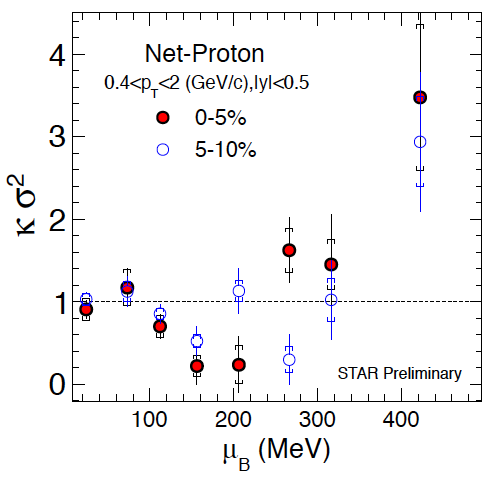 Net-Proton
0.4<p_T<2 (GeV/c),|y|<0.5
0-5%
5-10%
κ σ²
4
3
2
1
0
STAR Preliminary
100
200
300
400
μ_B (MeV)